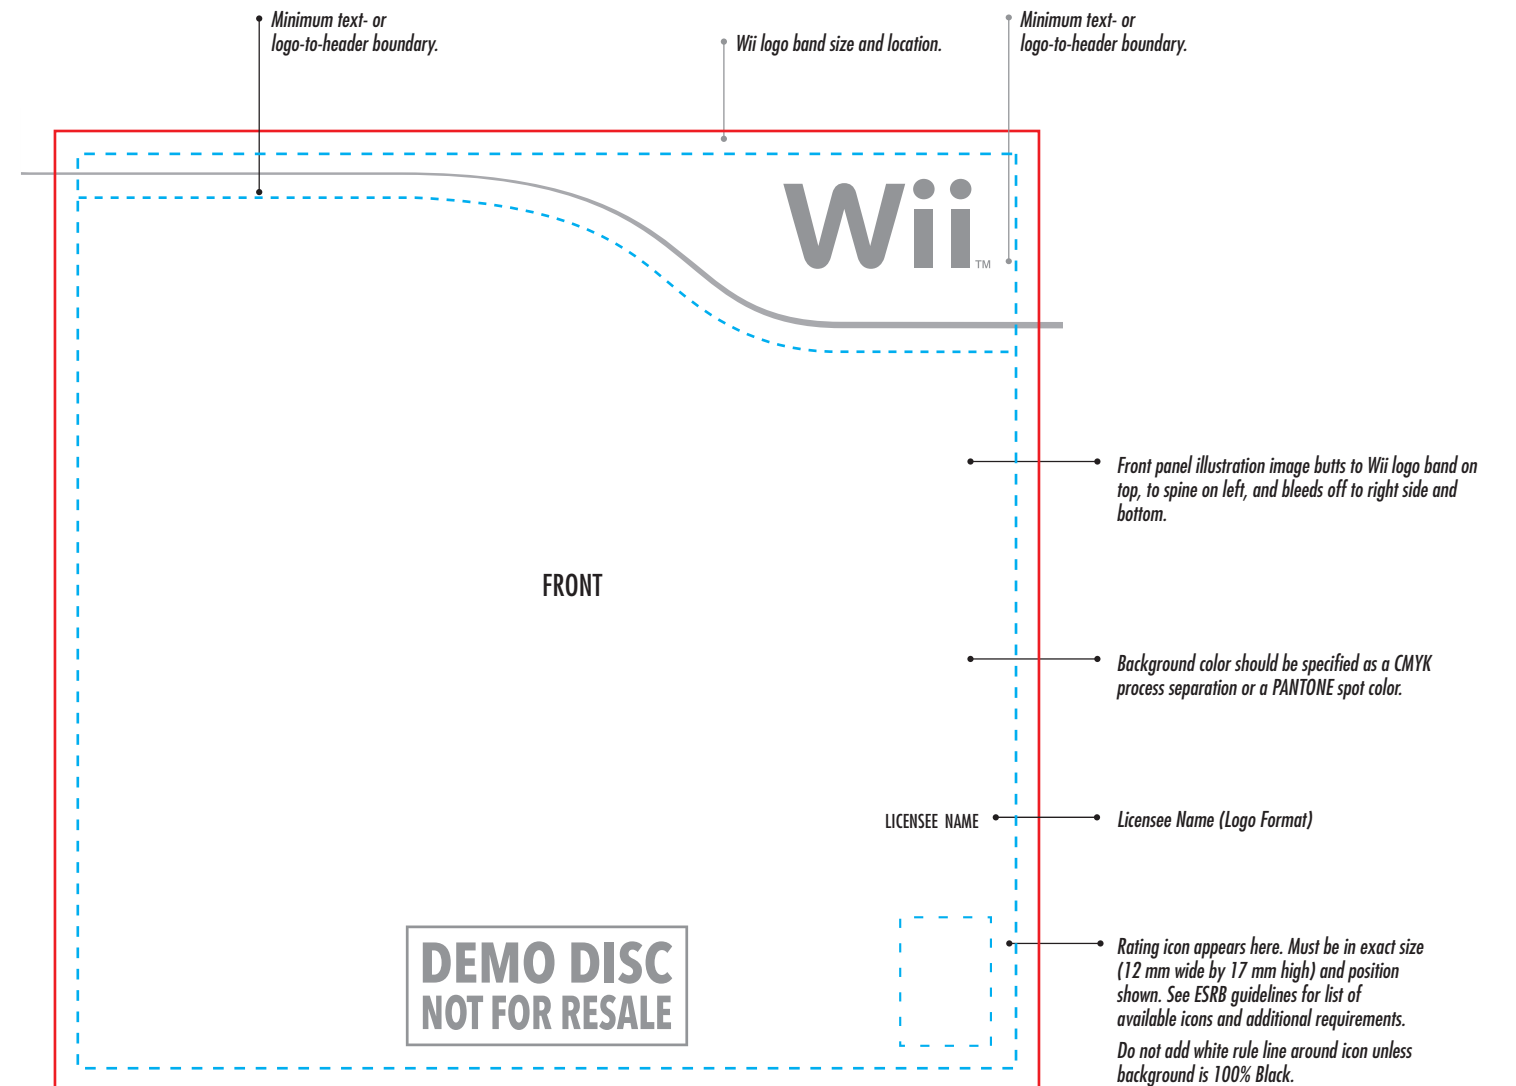 Minimum text- or
logo-to-header boundary.
Wii logo band size and location.
Minimum text- or
logo-to-header boundary.
Wii™
Front panel illustration image butts to Wii logo band on
top, to spine on left, and bleeds off to right side and
bottom.
FRONT
Background color should be specified as a CMYK
process separation or a PANTONE spot color.
LICENSEE NAME
Licensee Name (Logo Format)
DEMO DISC
NOT FOR RESALE
Rating icon appears here. Must be in exact size
(12 mm wide by 17 mm high) and position
shown. See ESRB guidelines for list of
available icons and additional requirements.
Do not add white rule line around icon unless
background is 100% Black.